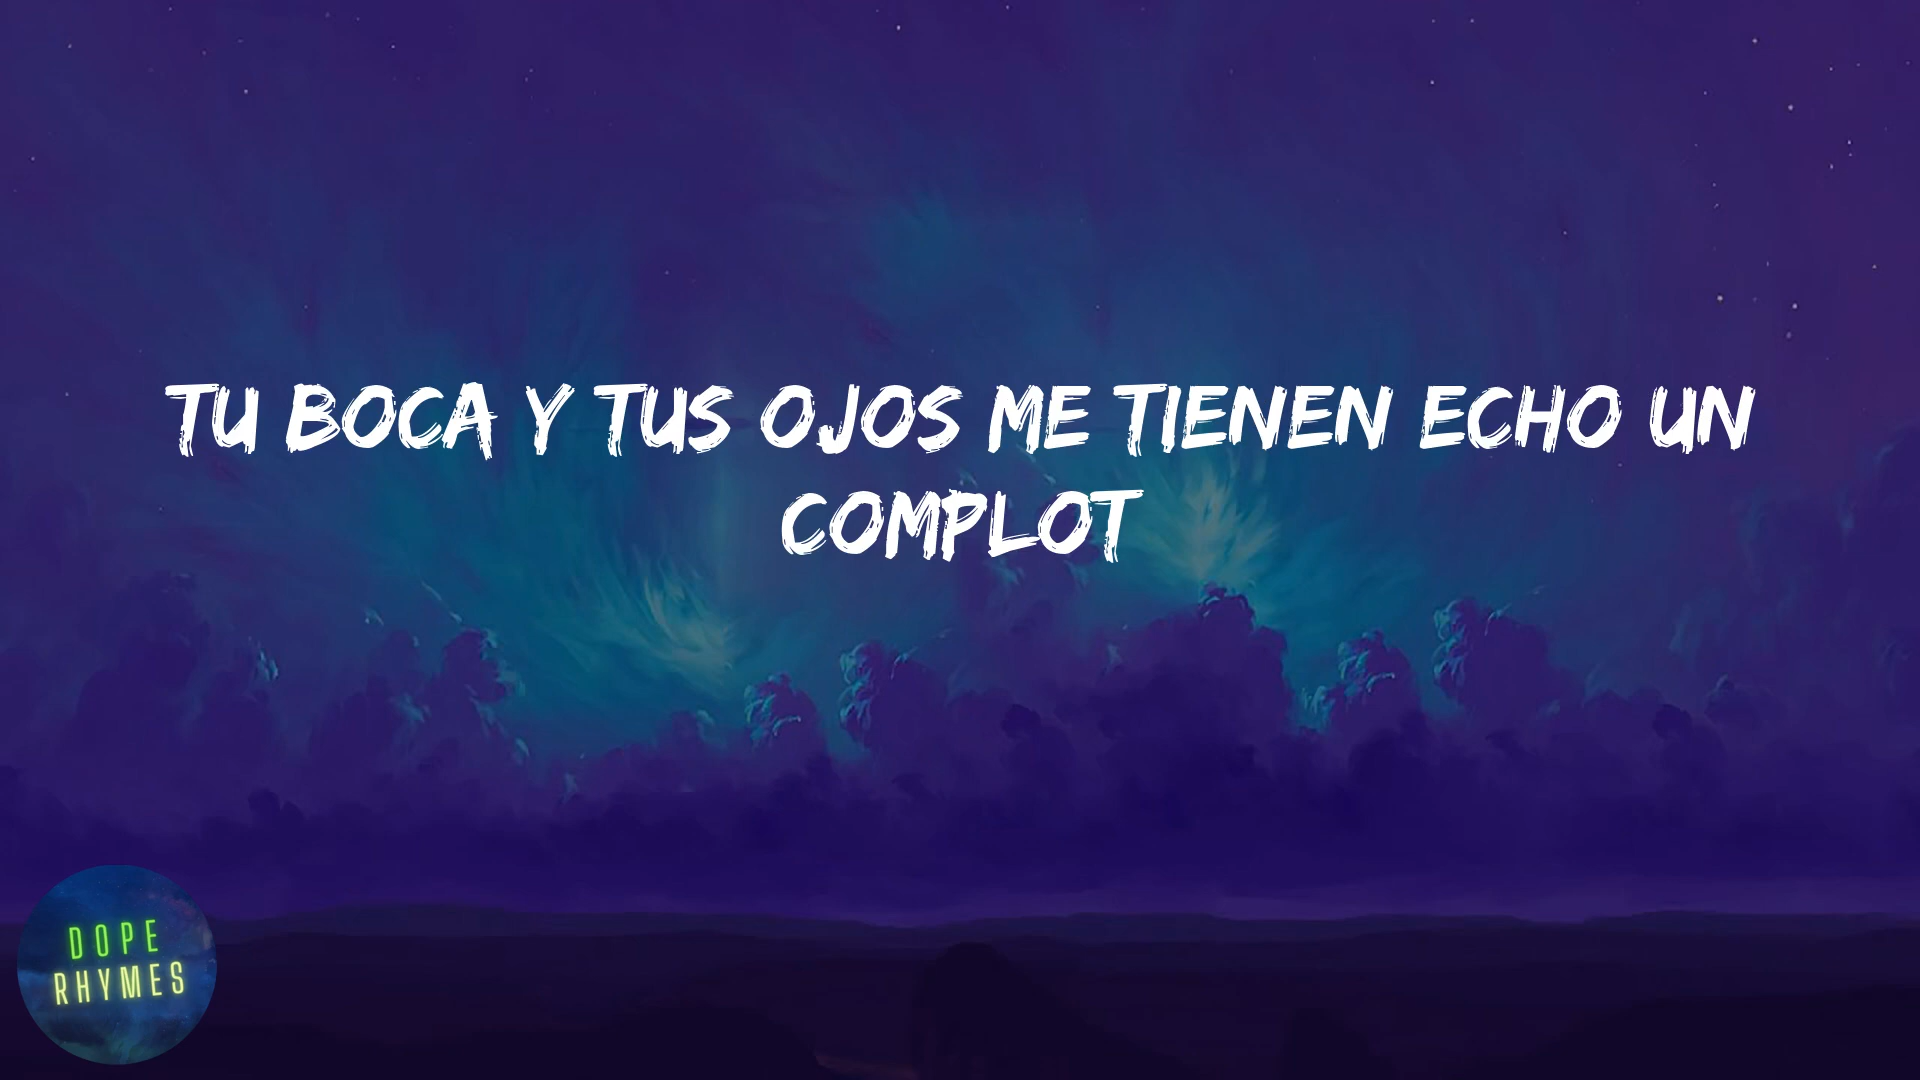 TU BOCA Y TUS OJOS ME TIENEN ECHO UN
COMPLOT
DOPE
RHYMES